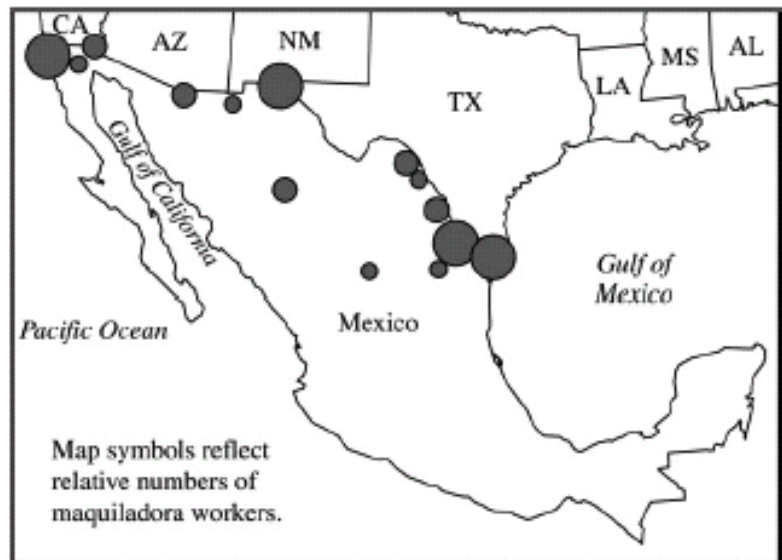 CA
AZ
NM
MS
AL
TX
LA
Gulf of California
Gulf of
Mexico
Pacific Ocean
Mexico
Map symbols reflect
relative numbers of
maquiladora workers.